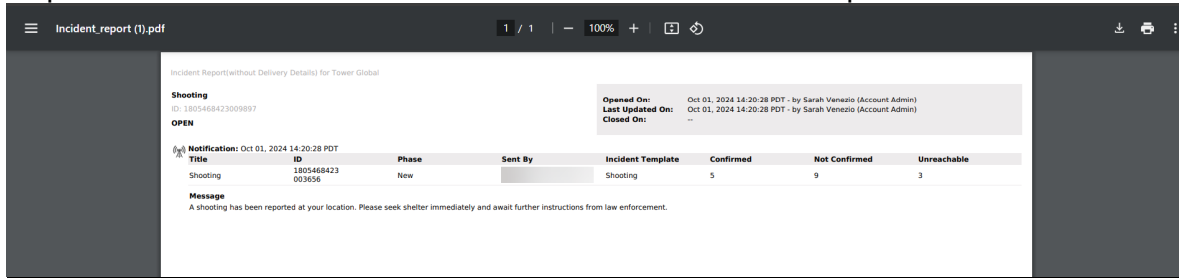 Incident_report (1).pdf
1 / 1
100%
Incident Report(without Delivery Details) for Tower Global
Shooting
ID: 1805468423009897
OPEN
Opened On: Oct 01, 2024 14:20:28 PDT - by Sarah Venezio (Account Admin)
Last Updated On: Oct 01, 2024 14:20:28 PDT - by Sarah Venezio (Account Admin)
Closed On: --
Notification: Oct 01, 2024 14:20:28 PDT
Title ID Phase Sent By Incident Template Confirmed Not Confirmed Unreachable
Shooting 1805468423 New Shooting 5 9 3
003656
Message
A shooting has been reported at your location. Please seek shelter immediately and await further instructions from law enforcement.